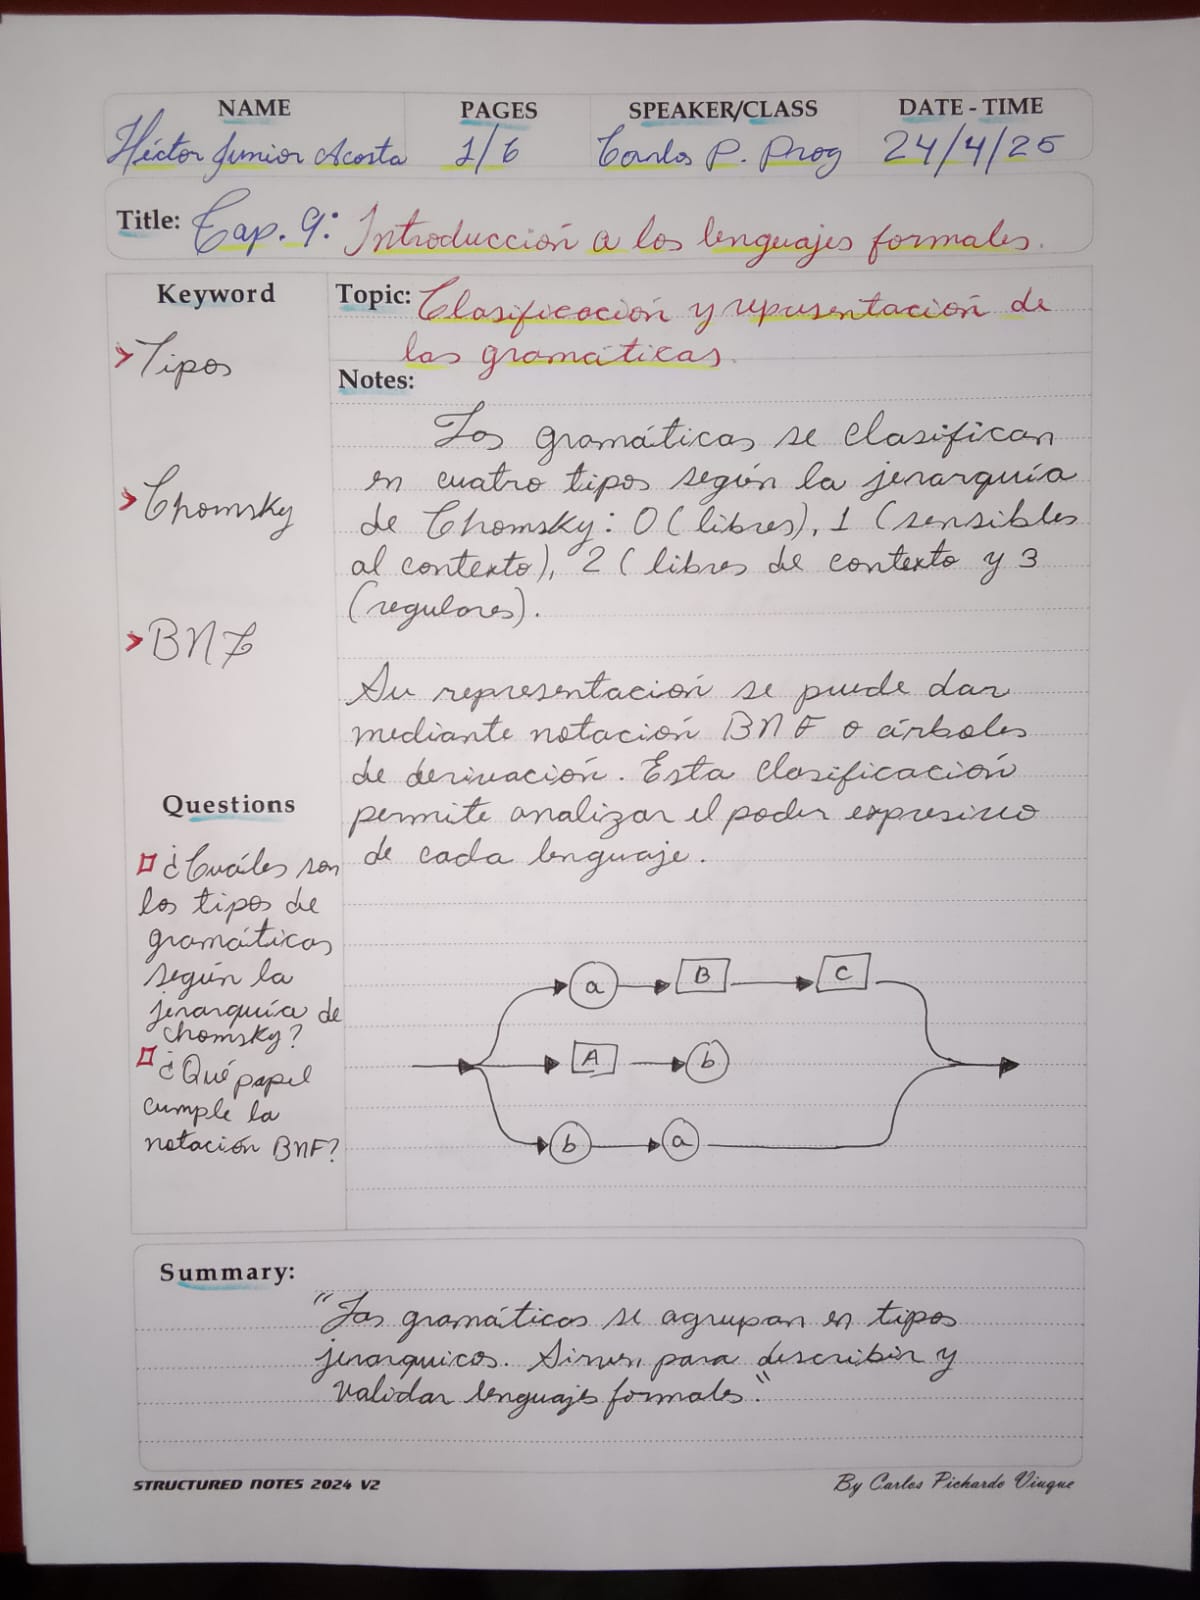 NAME PAGES SPEAKER/CLASS DATE - TIME
Héctor Junior Acosta 1/6 Carlos P. Prog 24/4/25
Title: Cap. 9: Introducción a los lenguajes formales.
Keyword
> Tipos
> Chomsky
> BNF
Topic: Clasificación y representación de
las gramáticas.
Notes:
Las gramáticas se clasifican
en cuatro tipos según la jerarquía
de Chomsky: 0 (libres), 1 (sensibles
al contexto), 2 (libres de contexto y 3
(regulares).
Su representación se puede dar
mediante notación BNF o árboles
de derivación. Esta clasificación
permite analizar el poder expresivo
de cada lenguaje.
Questions
¿Cuáles son
los tipos de
gramáticas
según la
jerarquía de
chomsky?
¿Qué papel
cumple la
notación BNF?
a B C
A b
b a
Summary:
"Las gramáticas se agrupan en tipos
jerarquicos. Sirven para describir y
validar lenguajes formales."
STRUCTURED NOTES 2024 V2
By Carlos Pichardo Viuque